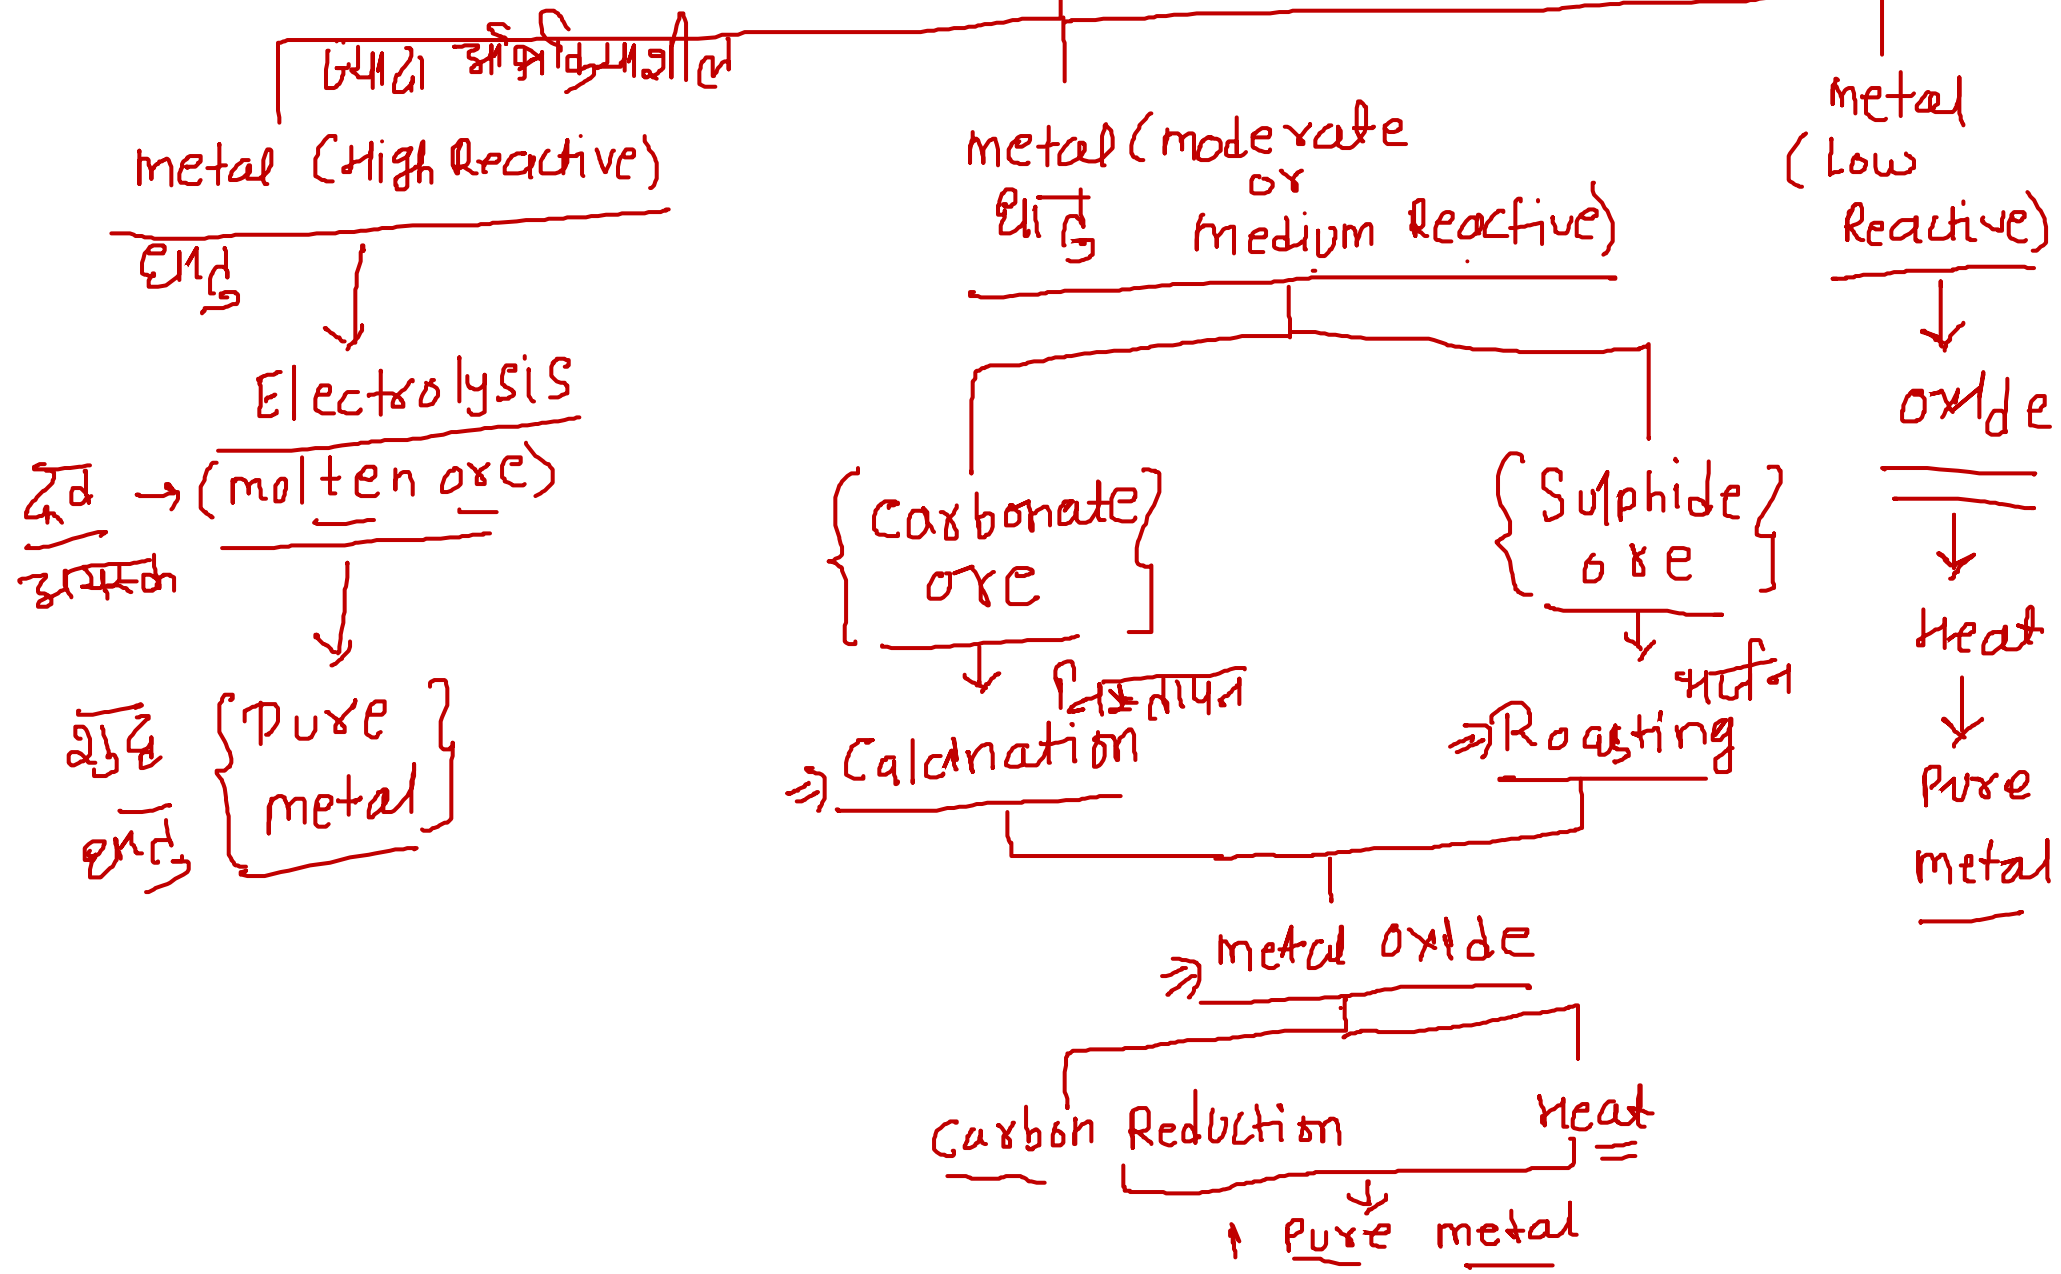 ज्यादा अभिक्रियाशील
metal (High Reactive)
धातु
Electrolysis
द्रव → (molten ore)
अयस्क
शुद्ध
धातु
{Pure
metal}
metal (moderate
or
धातु
medium Reactive)
{Carbonate
ore}
निस्तापन
Calcination
{Sulphide
ore}
भर्जन
Roasting
metal oxide
Carbon Reduction
Heat
Pure metal
metal
(Low
Reactive)
oxide
Heat
Pure
metal